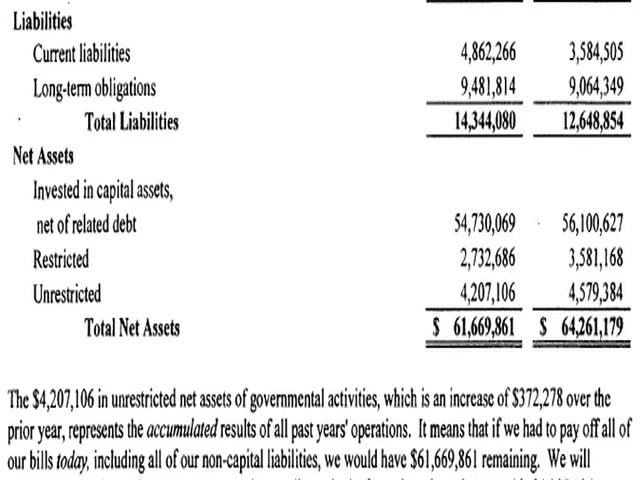 Liabilities
Current liabilities 4,862,266 3,584,505
Long-term obligations 9,481,814 9,064,349
Total Liabilities 14,344,080 12,648,854
Net Assets
Invested in capital assets,
net of related debt 54,730,069 56,100,627
Restricted 2,732,686 3,581,168
Unrestricted 4,207,106 4,579,384
Total Net Assets $ 61,669,861 $ 64,261,179
The $4,207,106 in unrestricted net assets of governmental activities, which is an increase of $372,278 over the
prior year, represents the accumulated results of all past years' operations. It means that if we had to pay off all of
our bills today, including all of our non-capital liabilities, we would have $61,669,861 remaining. We will